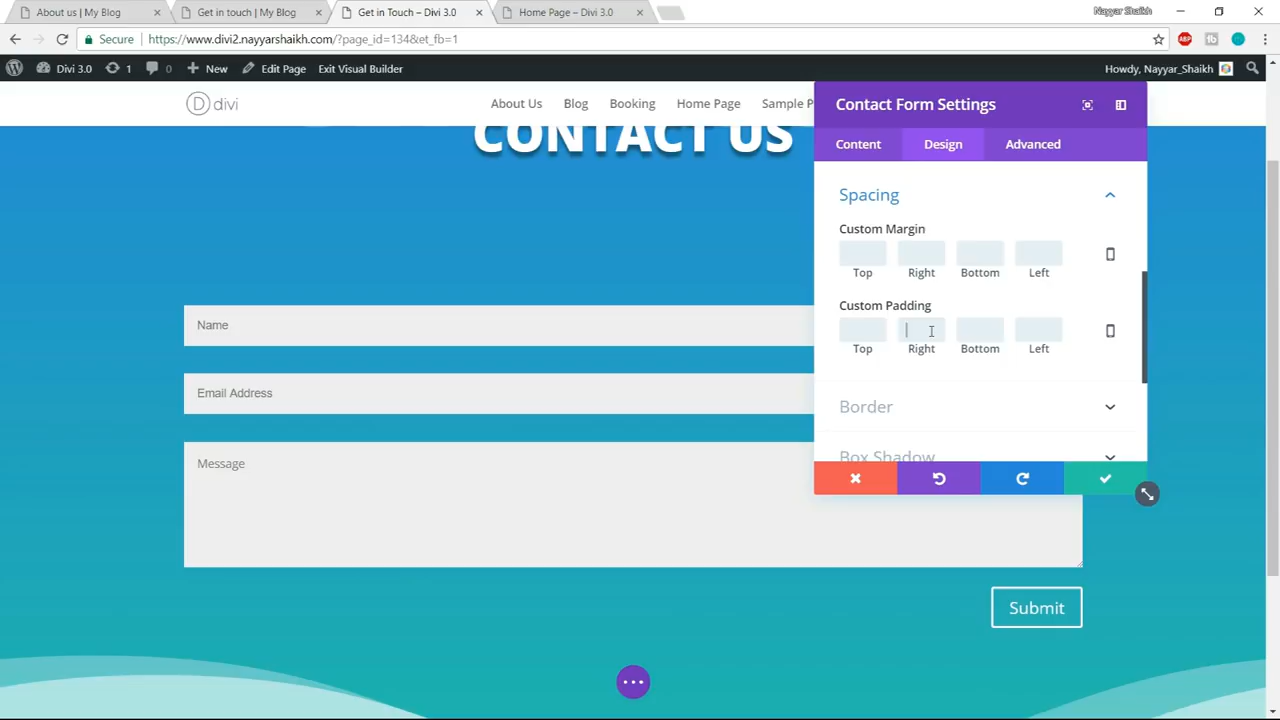 About us | My Blog
Get in touch | My Blog
Get in Touch – Divi 3.0
Home Page – Divi 3.0
Nayyar Shaikh
Secure
https://www.divi2.nayyarshaikh.com/?page_id=134&et_fb=1
ABP
Divi 3.0
1
0
New
Edit Page
Exit Visual Builder
Howdy, Nayyar_Shaikh
D divi
About Us
Blog
Booking
Home Page
Sample P
CONTACT US
Contact Form Settings
Content
Design
Advanced
Spacing
Custom Margin
Top
Right
Bottom
Left
Custom Padding
Top
Right
Bottom
Left
Border
Box Shadow
Name
Email Address
Message
Submit